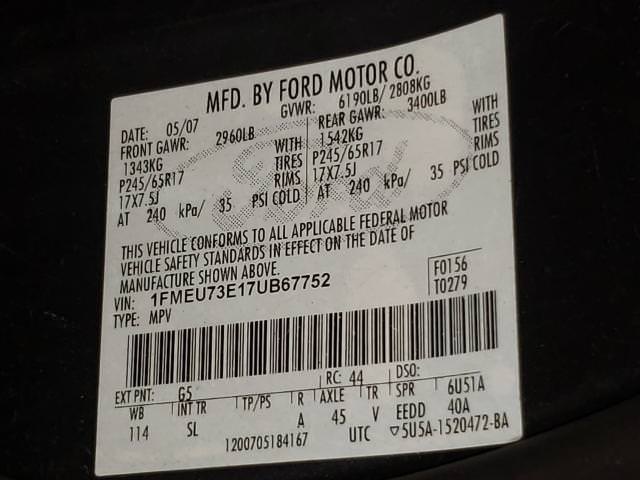 MFD. BY FORD MOTOR CO.
DATE: 05/07 GVWR: 6190LB/ 2808KG
FRONT GAWR: 2960LB REAR GAWR: 3400LB
1343KG WITH 1542KG WITH
P245/65R17 TIRES P245/65R17 TIRES
17X7.5J RIMS 17X7.5J RIMS
AT 240 kPa/ 35 PSI COLD AT 240 kPa/ 35 PSI COLD
Ford
THIS VEHICLE CONFORMS TO ALL APPLICABLE FEDERAL MOTOR
VEHICLE SAFETY STANDARDS IN EFFECT ON THE DATE OF
MANUFACTURE SHOWN ABOVE.
VIN: 1FMEU73E17UB67752 F0156
TYPE: MPV T0279
EXT PNT: G5 RC: 44 DSO:
WB INT TR TP/PS R AXLE TR SPR 6U51A
114 SL A 45 V EEDD 40A
1200705184167 UTC ▽5U5A-1520472-BA